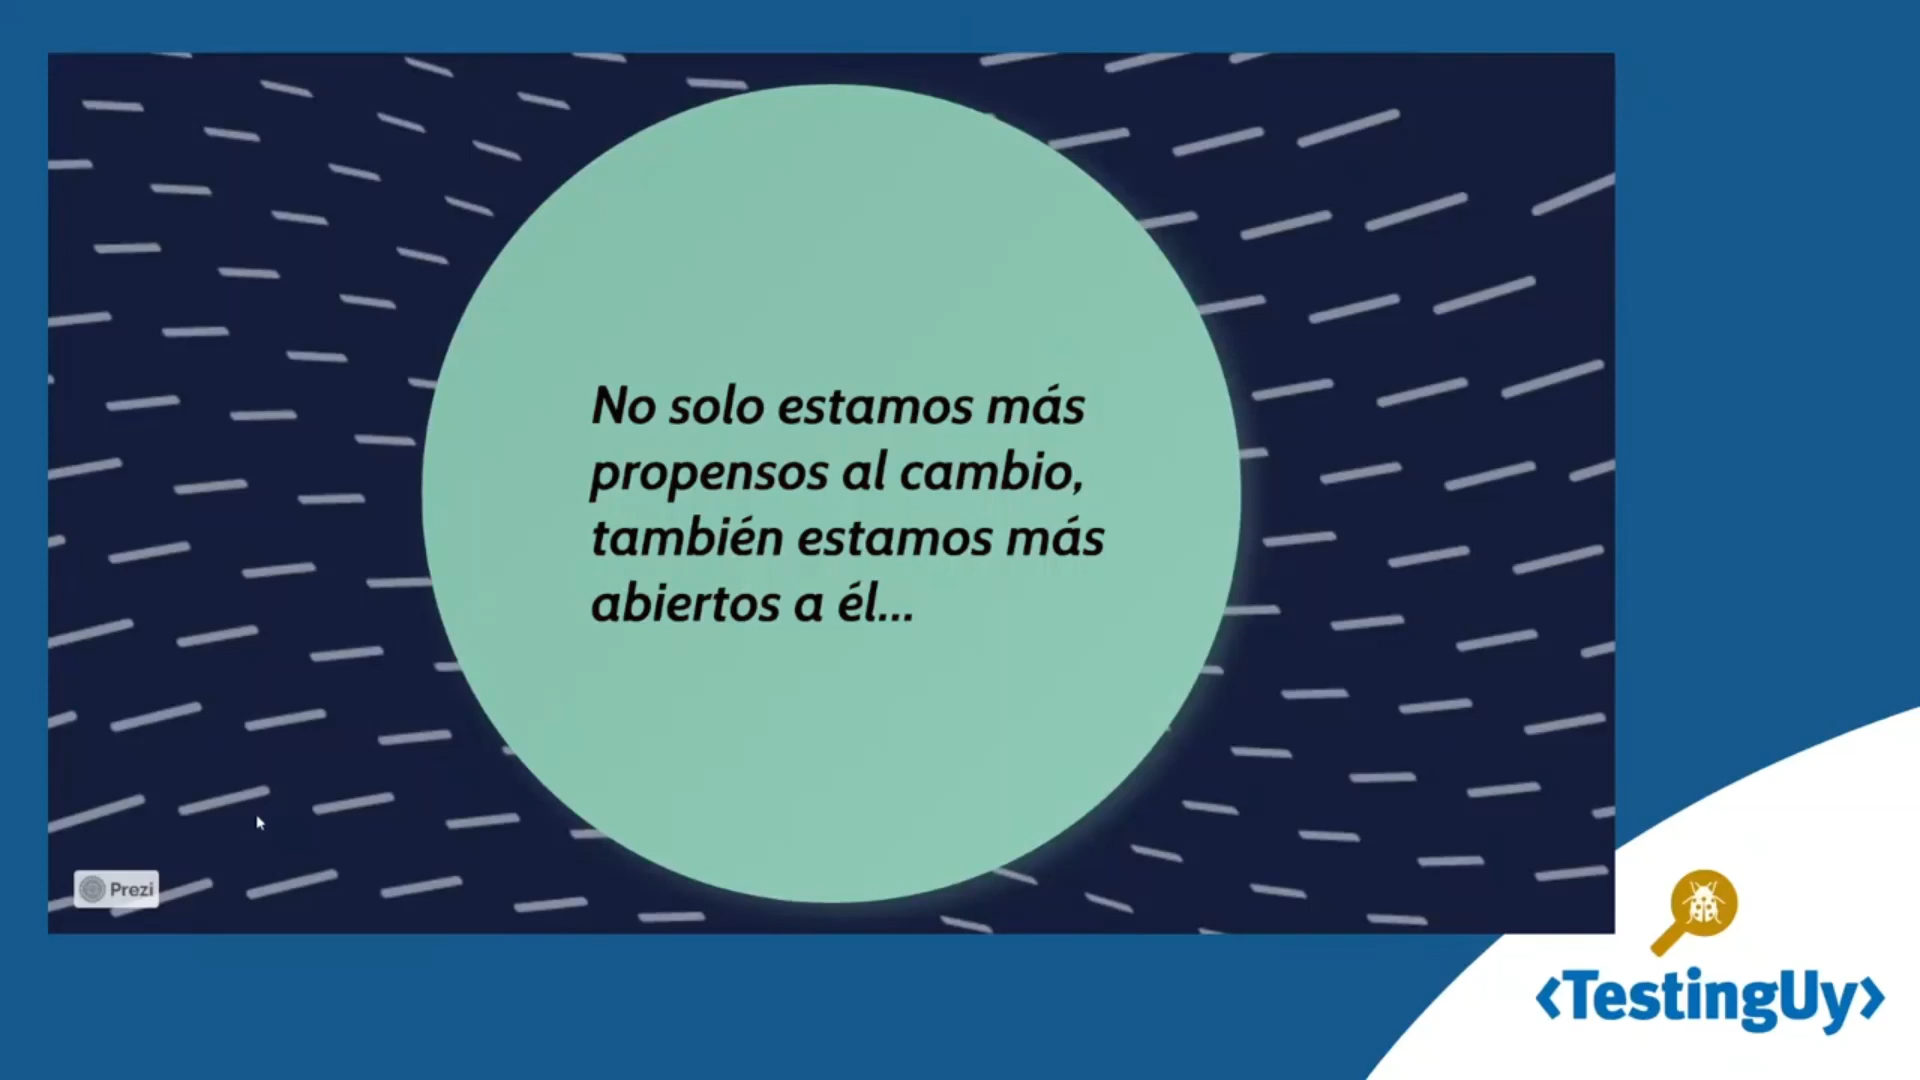 No solo estamos más
propensos al cambio,
también estamos más
abiertos a él...
Prezi
<TestingUy>